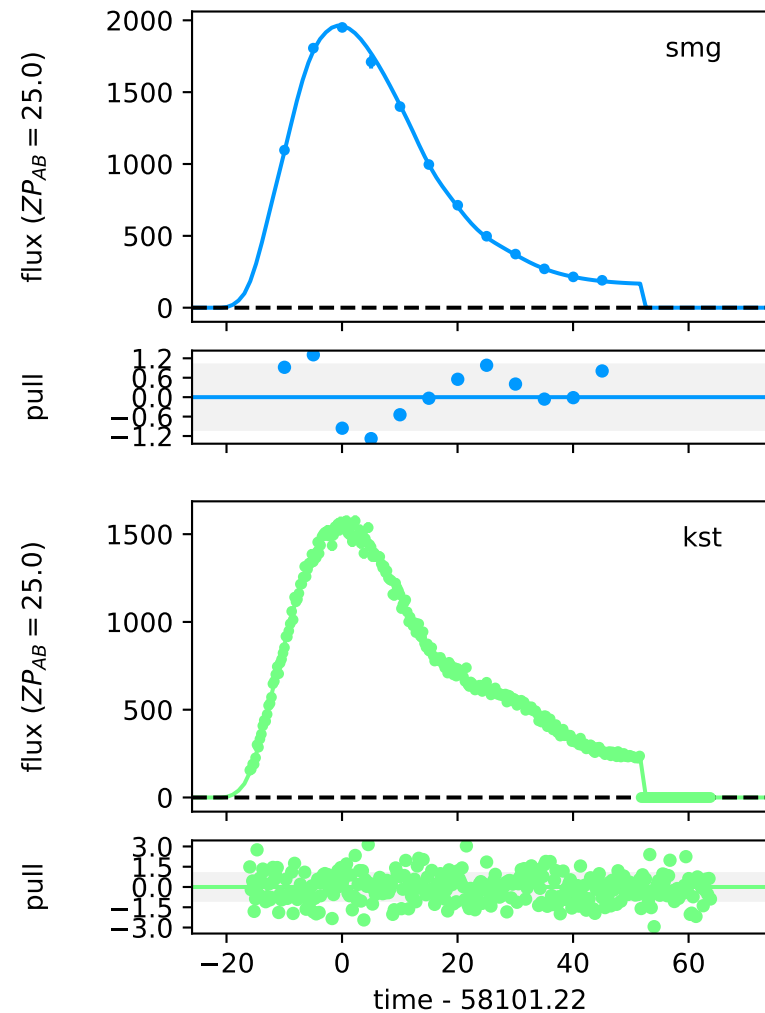 2000
1500
1000
500
0
flux (ZP_AB = 25.0)
smg
1.2
0.6
0.0
−0.6
−1.2
pull
1500
1000
500
0
flux (ZP_AB = 25.0)
kst
3.0
1.5
0.0
−1.5
−3.0
pull
−20 0 20 40 60
time - 58101.22